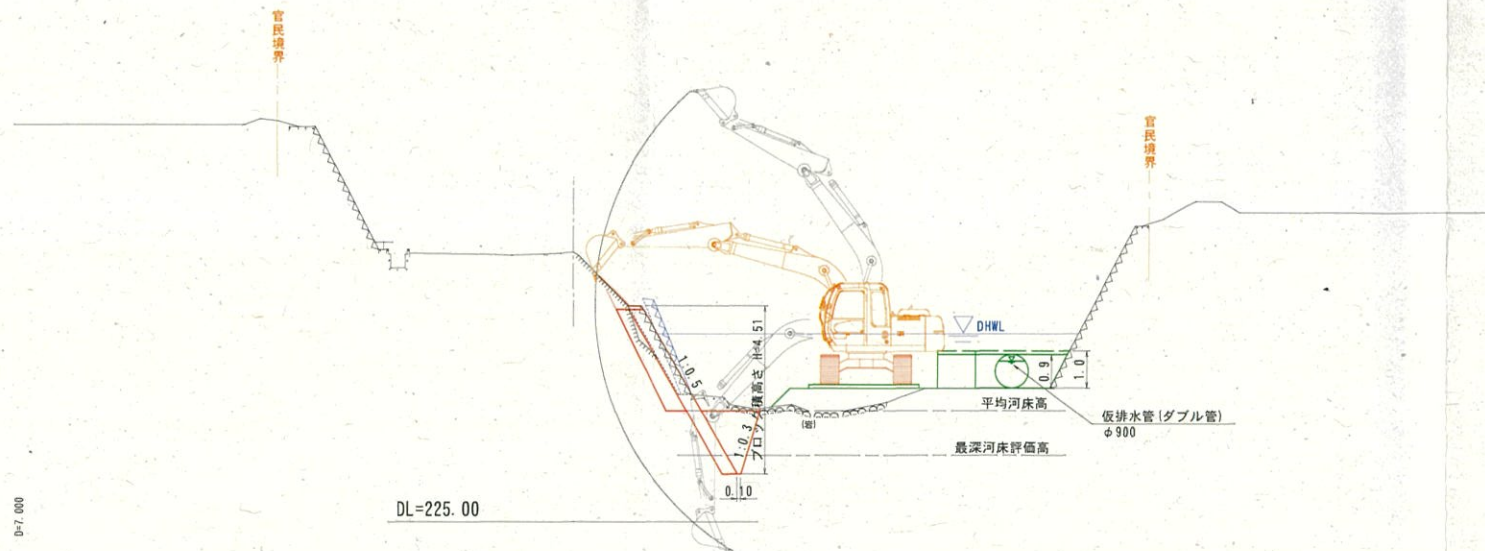 官民境界
官民境界
DHWL
1:0.5
ブロック積高さ H=4.51
0.9
1.0
平均河床高
(岩)
仮排水管(ダブル管)
φ900
1:0.3
最深河床評価高
0.10
DL=225.00
D=7.000